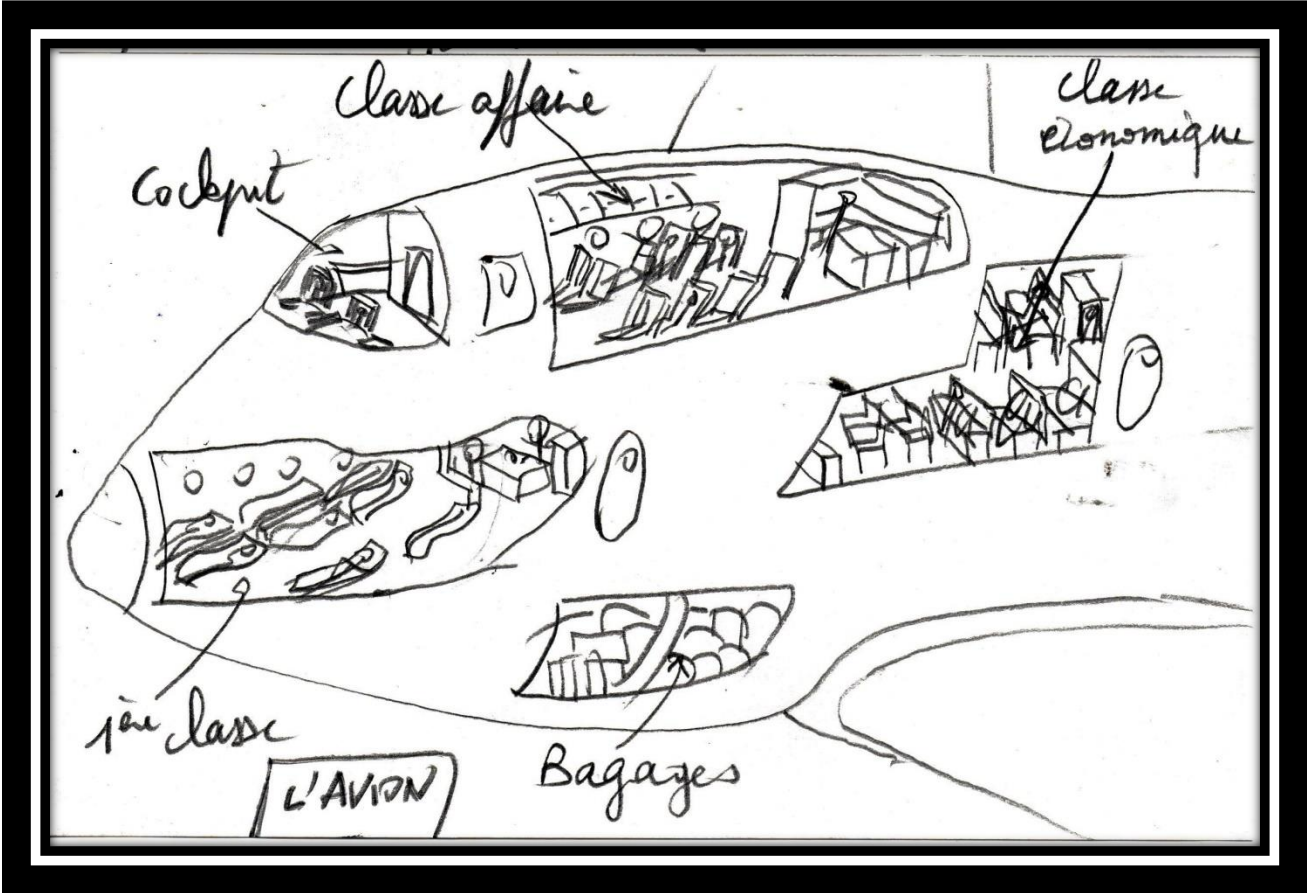 Classe affaire
Classe
économique
Cockpit
1ère classe
Bagages
L'AVION